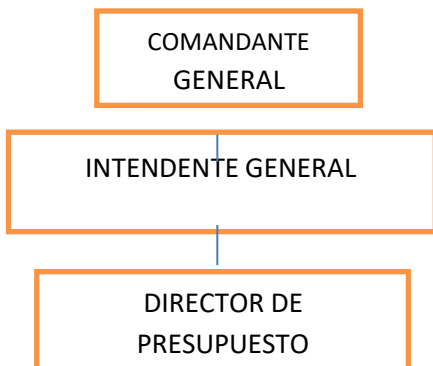 COMANDANTE
GENERAL
INTENDENTE GENERAL
DIRECTOR DE
PRESUPUESTO